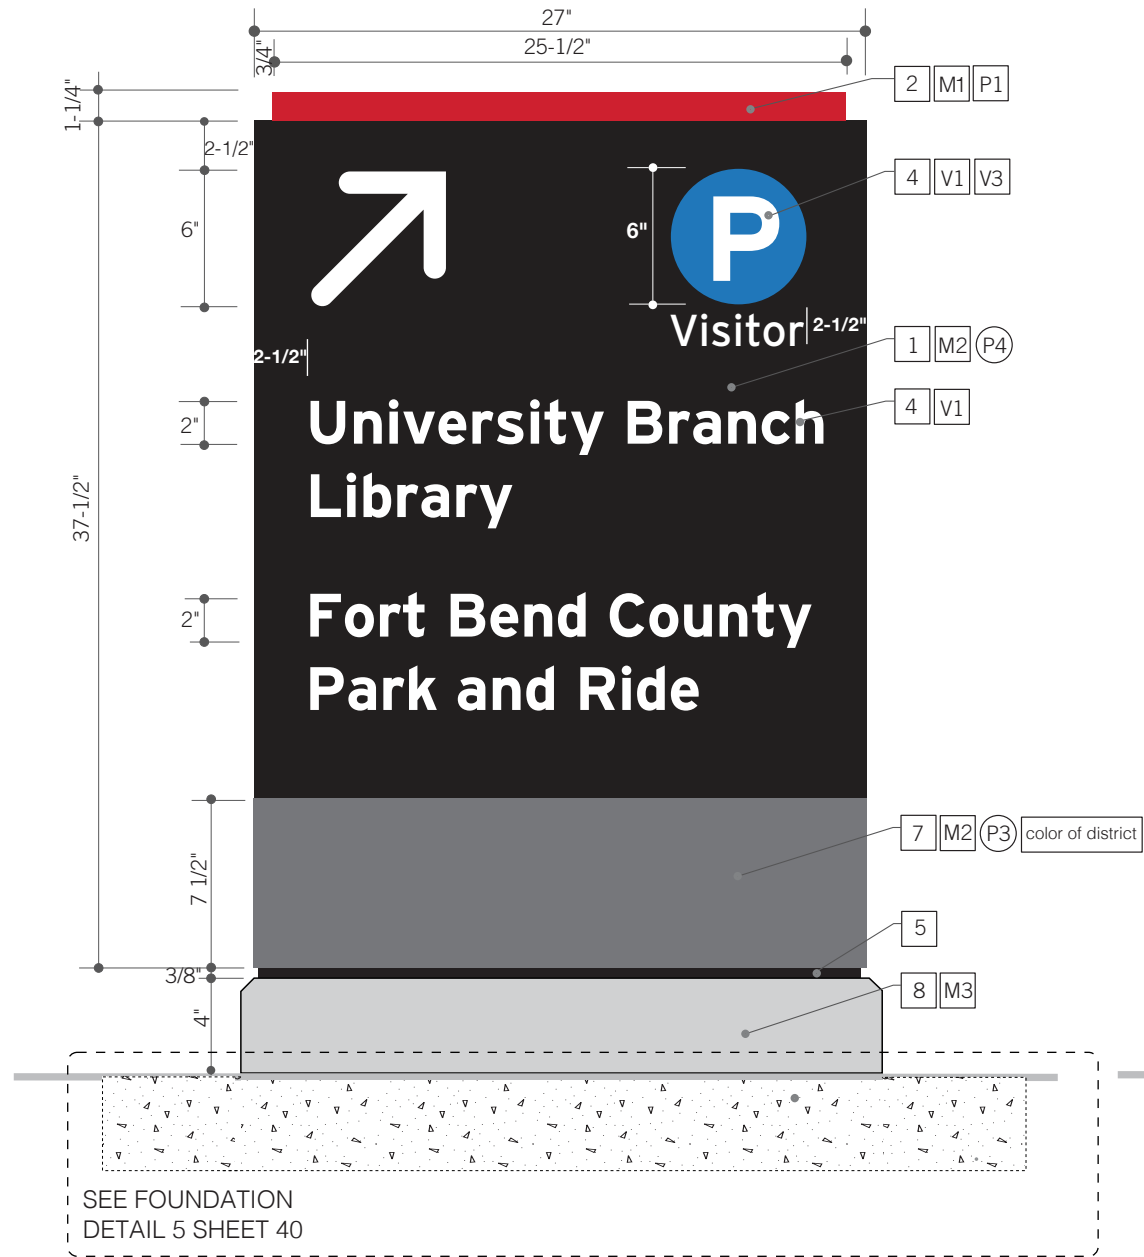 27"
25-1/2"
3/4"
1-1/4"
2 M1 P1
2-1/2"
4 V1 V3
6"
6"
P
Visitor
2-1/2"
2-1/2"
1 M2 P4
4 V1
2"
University Branch
Library
37-1/2"
2"
Fort Bend County
Park and Ride
7 M2 P3 color of district
7 1/2"
5
3/8"
8 M3
4"
SEE FOUNDATION
DETAIL 5 SHEET 40